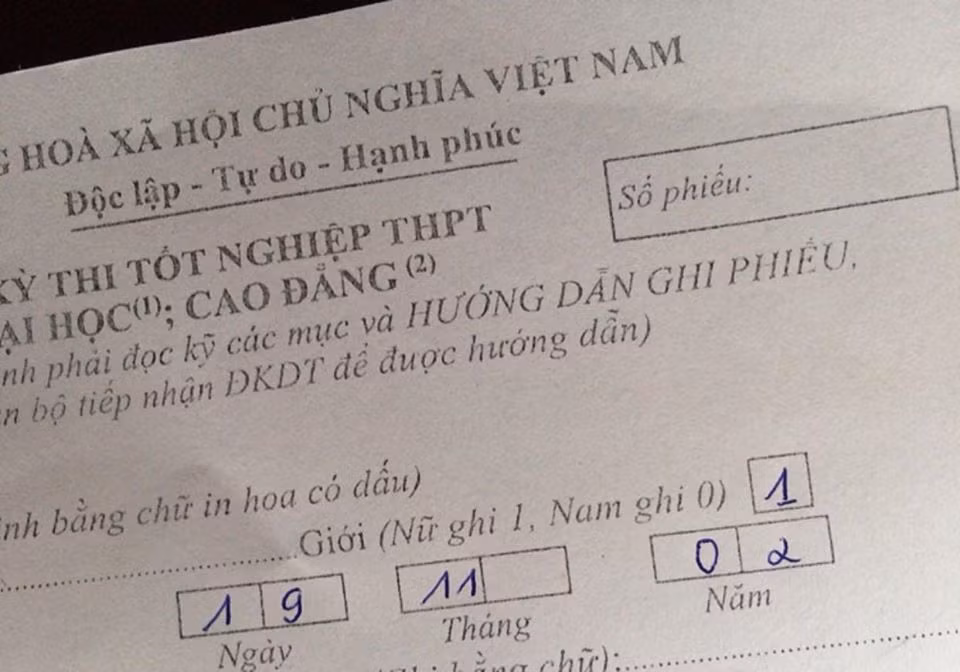 HOÀ XÃ HỘI CHỦ NGHĨA VIỆT NAM
Độc lập - Tự do - Hạnh phúc
Số phiếu:
KỲ THI TỐT NGHIỆP THPT
ẠI HỌC(1); CAO ĐẲNG (2)
nh phải đọc kỹ các mục và HƯỚNG DẪN GHI PHIẾU,
n bộ tiếp nhận ĐKDT để được hướng dẫn)
inh bằng chữ in hoa có dấu)
Giới (Nữ ghi 1, Nam ghi 0) 1
1 9 11 0 2
Ngày Tháng Năm
bằng chữ):